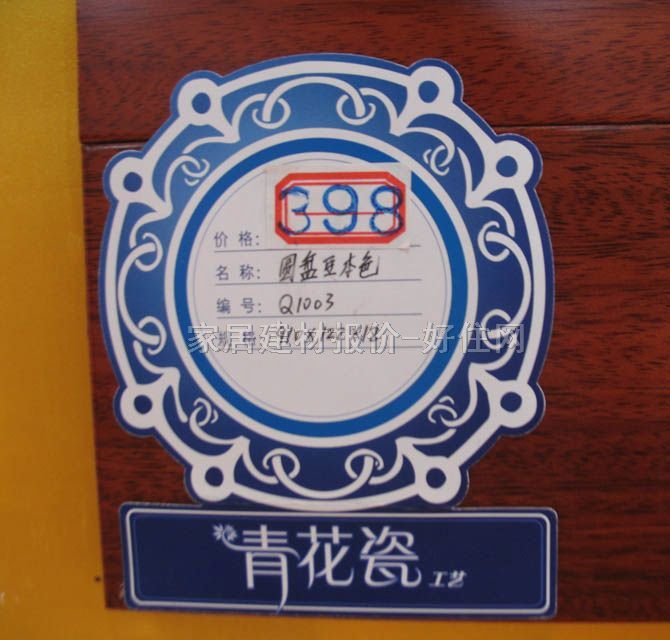 398
价格:
名称: 圆盘豆本色
编号: Q1003
家居建材报价-好住网
青花瓷 工艺